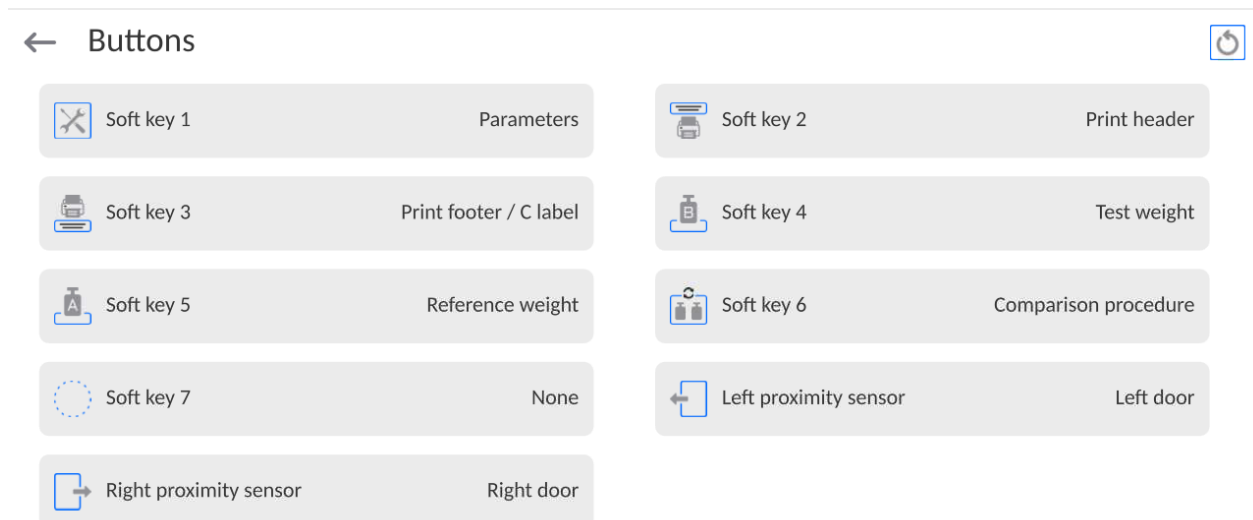 Buttons
Soft key 1 Parameters
Soft key 2 Print header
Soft key 3 Print footer / C label
Soft key 4 Test weight
B
Soft key 5 Reference weight
A
Soft key 6 Comparison procedure
Soft key 7 None
Left proximity sensor Left door
Right proximity sensor Right door